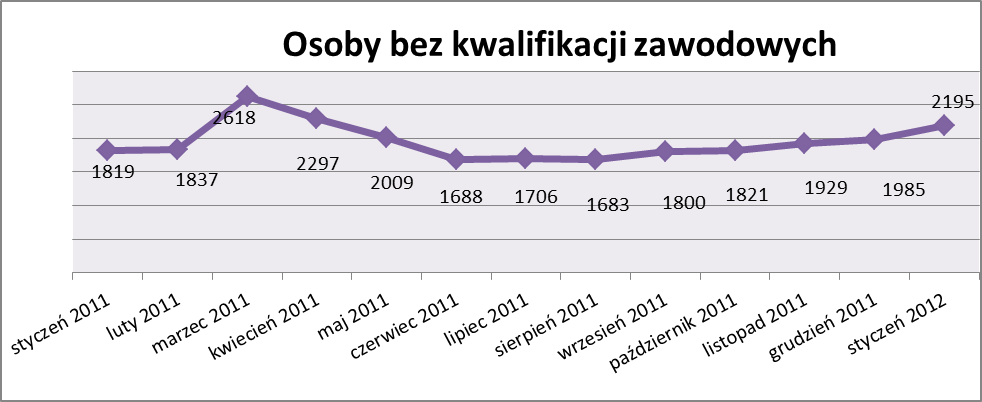 Osoby bez kwalifikacji zawodowych
2195
2618
1819
1837
2297
2009
1688
1706
1683
1800
1821
1929
1985
styczeń 2011
luty 2011
marzec 2011
kwiecień 2011
maj 2011
czerwiec 2011
lipiec 2011
sierpień 2011
wrzesień 2011
październik 2011
listopad 2011
grudzień 2011
styczeń 2012